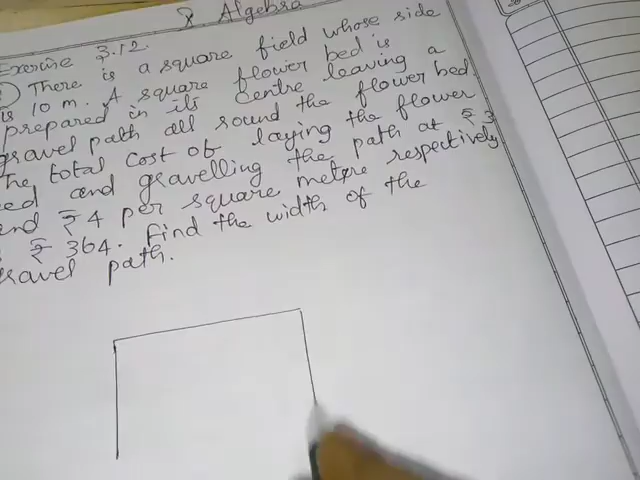 8 Algebra
Exercise 3.12.
There is a square field whose side
is 10 m. A square flower bed is
prepared in its centre leaving a
gravel path all round the flower bed.
The total cost of laying the flower
bed and gravelling the path at ₹ 3
and ₹ 4 per square metre respectively
₹ 364. Find the width of the
gravel path.